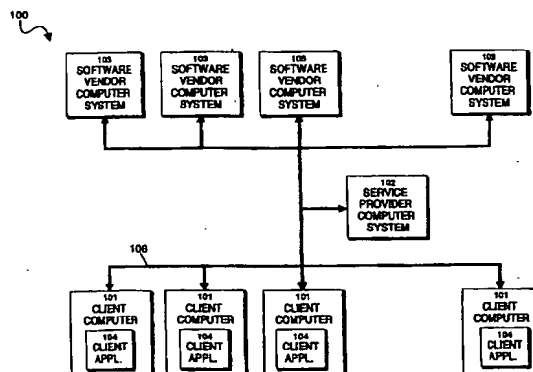 100
103
SOFTWARE
VENDOR
COMPUTER
SYSTEM
103
SOFTWARE
VENDOR
COMPUTER
SYSTEM
103
SOFTWARE
VENDOR
COMPUTER
SYSTEM
103
SOFTWARE
VENDOR
COMPUTER
SYSTEM
102
SERVICE
PROVIDER
COMPUTER
SYSTEM
106
101
CLIENT
COMPUTER
104
CLIENT
APPL.
101
CLIENT
COMPUTER
104
CLIENT
APPL.
101
CLIENT
COMPUTER
104
CLIENT
APPL.
101
CLIENT
COMPUTER
104
CLIENT
APPL.